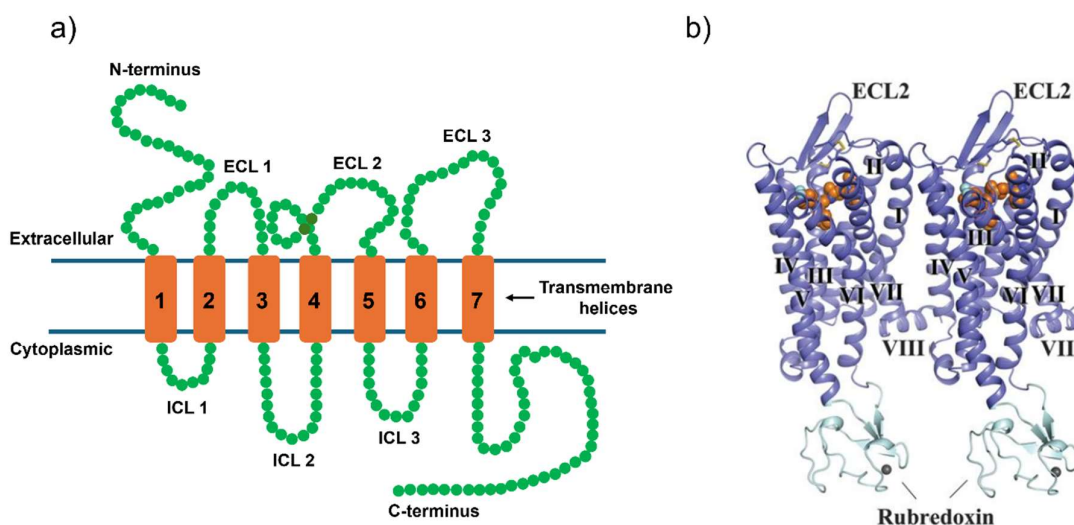 a)
N-terminus
ECL 1
ECL 2
ECL 3
Extracellular
1
2
3
4
5
6
7
Transmembrane
helices
Cytoplasmic
ICL 1
ICL 2
ICL 3
C-terminus
b)
ECL2
ECL2
II
II
I
I
III
IV
III
V
VI
VII
IV
V
VI
VII
VIII
VII
Rubredoxin